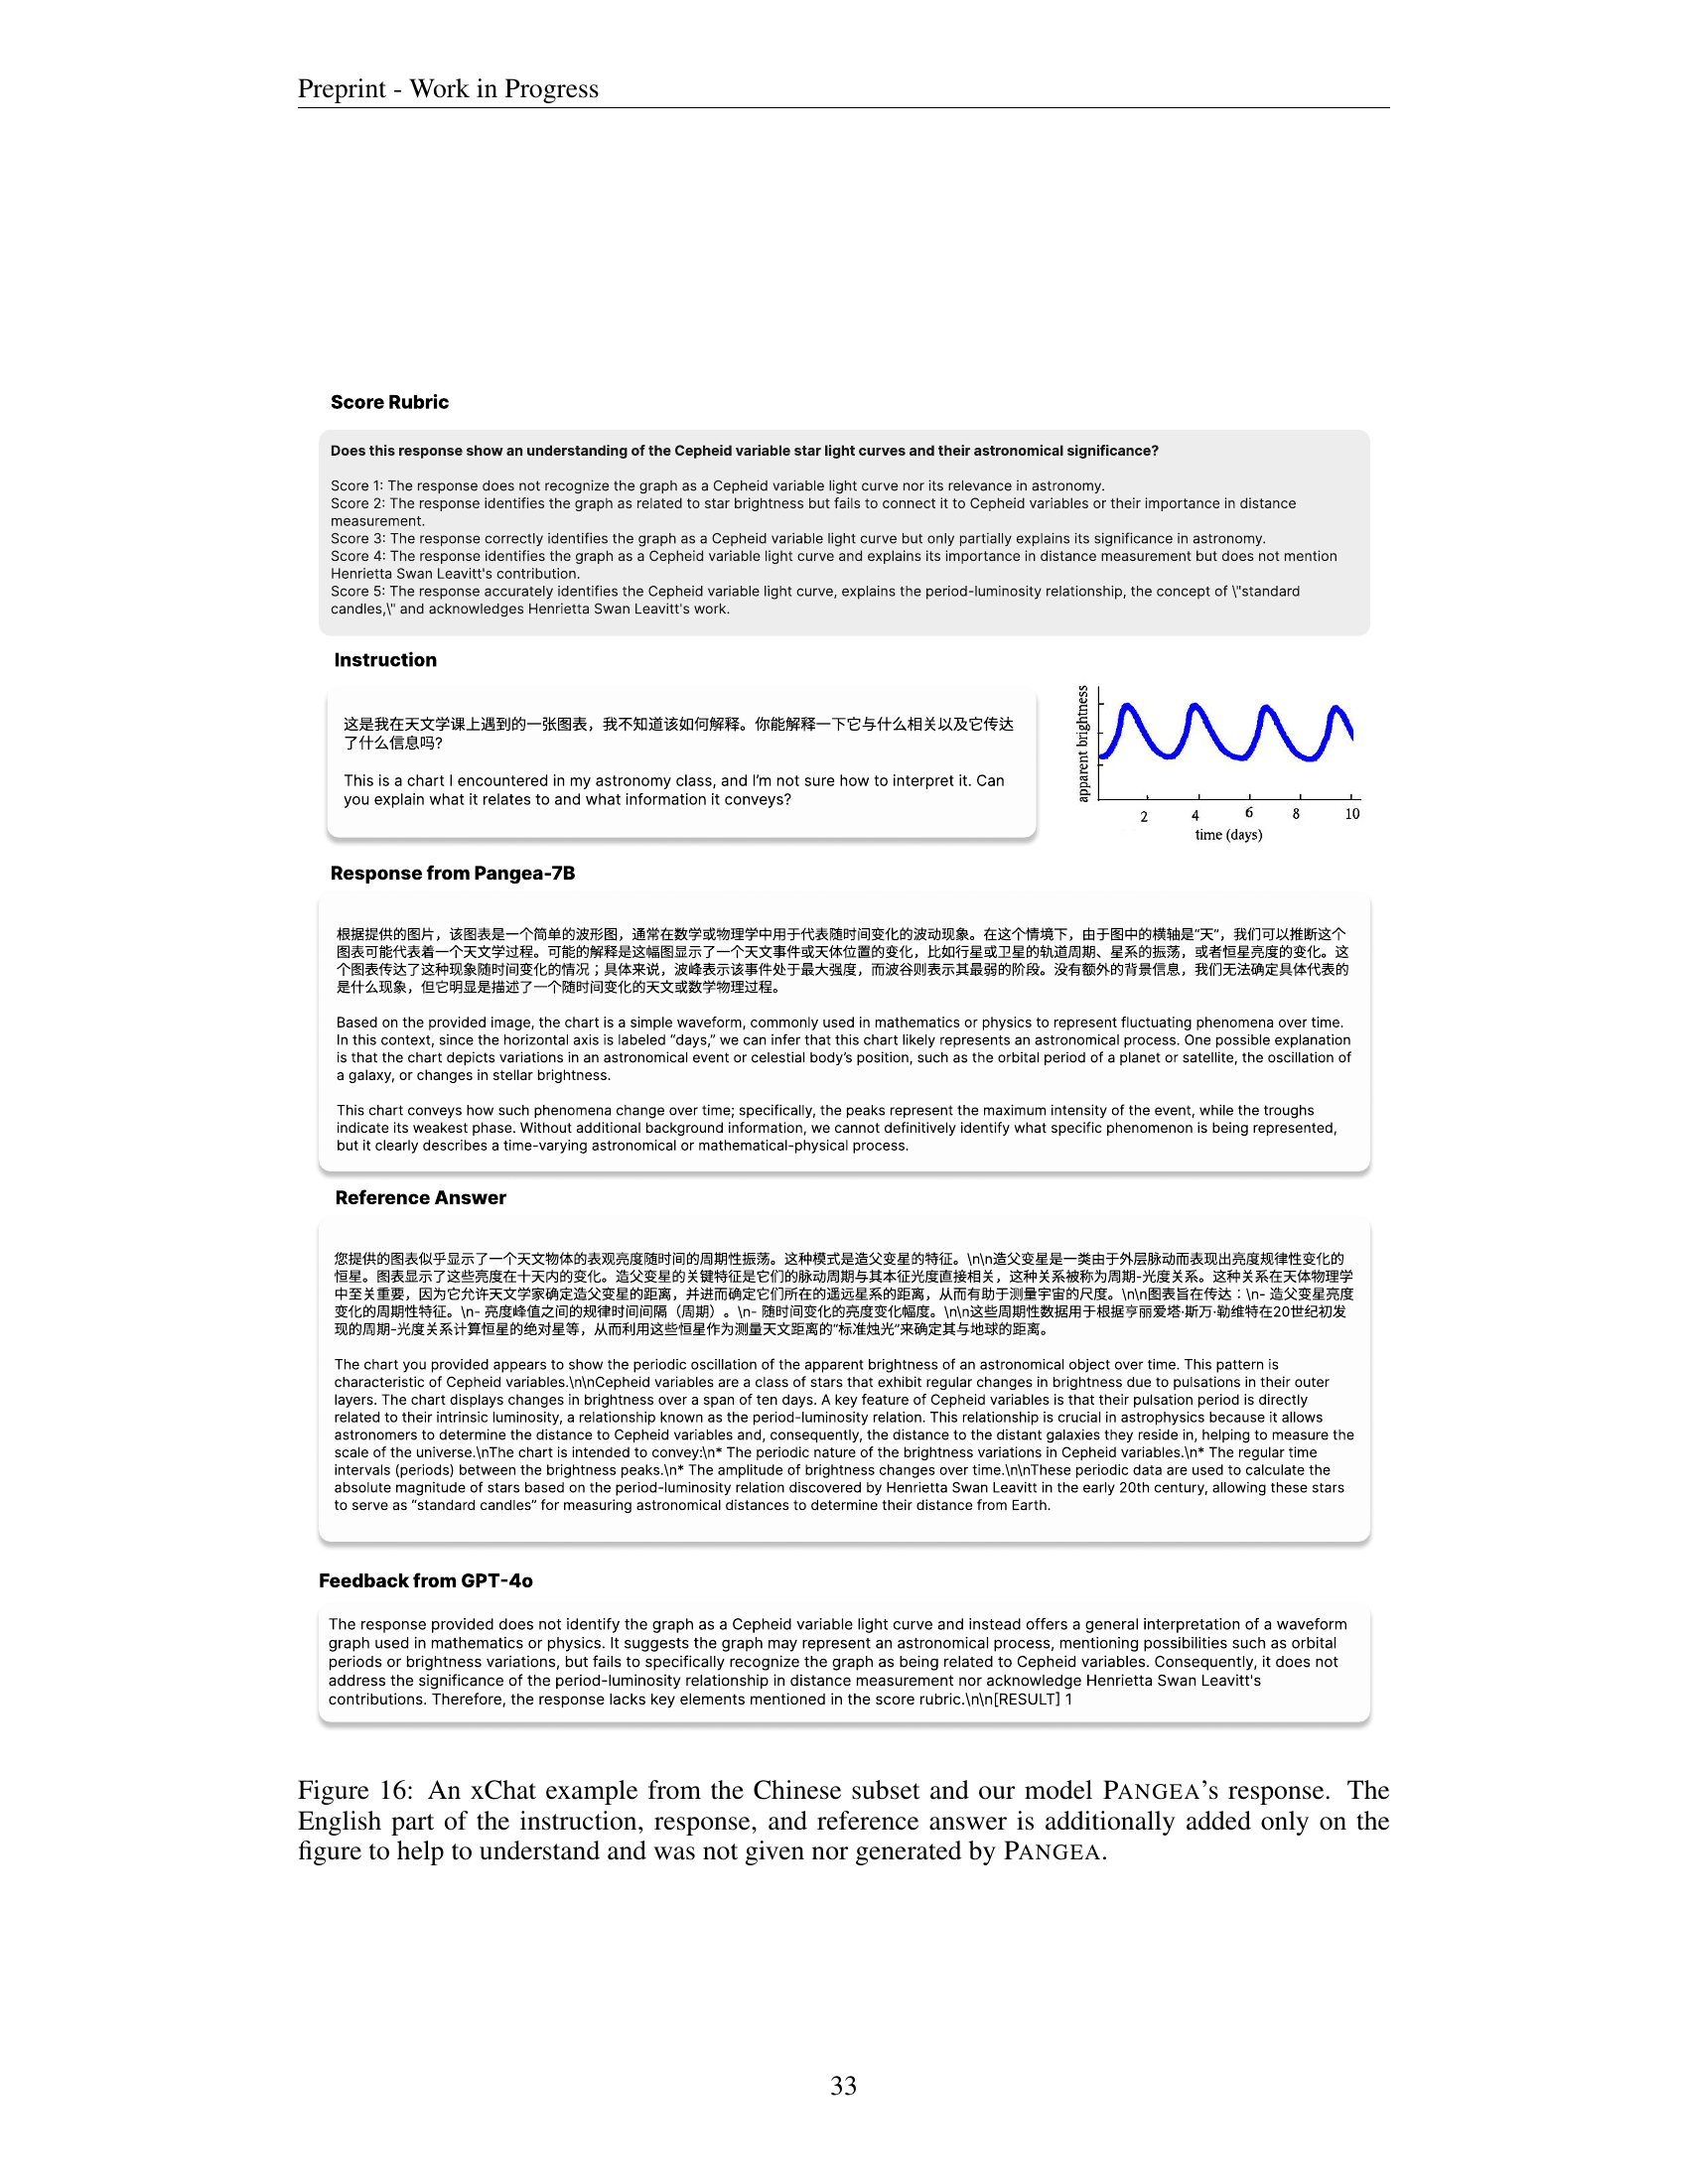 Preprint - Work in Progress
Score Rubric
Does this response show an understanding of the Cepheid variable star light curves and their astronomical significance?
Score 1: The response does not recognize the graph as a Cepheid variable light curve nor its relevance in astronomy.
Score 2: The response identifies the graph as related to star brightness but fails to connect it to Cepheid variables or their importance in distance
measurement.
Score 3: The response correctly identifies the graph as a Cepheid variable light curve but only partially explains its significance in astronomy.
Score 4: The response identifies the graph as a Cepheid variable light curve and explains its importance in distance measurement but does not mention
Henrietta Swan Leavitt's contribution.
Score 5: The response accurately identifies the Cepheid variable light curve, explains the period-luminosity relationship, the concept of \"standard
candles,\" and acknowledges Henrietta Swan Leavitt's work.
Instruction
这是我在天文学课上遇到的一张图表，我不知道该如何解释。你能解释一下它与什么相关以及它传达
了什么信息吗?
This is a chart I encountered in my astronomy class, and I’m not sure how to interpret it. Can
you explain what it relates to and what information it conveys?
apparent brightness
2 4 6 8 10
time (days)
Response from Pangea-7B
根据提供的图片，该图表是一个简单的波形图，通常在数学或物理学中用于代表随时间变化的波动现象。在这个情境下，由于图中的横轴是“天”，我们可以推断这个
图表可能代表着一个天文学过程。可能的解释是这幅图显示了一个天文事件或天体位置的变化，比如行星或卫星的轨道周期、星系的振荡，或者恒星亮度的变化。这
个图表传达了这种现象随时间变化的情况；具体来说，波峰表示该事件处于最大强度，而波谷则表示其最弱的阶段。没有额外的背景信息，我们无法确定具体代表的
是什么现象，但它明显是描述了一个随时间变化的天文或数学物理过程。
Based on the provided image, the chart is a simple waveform, commonly used in mathematics or physics to represent fluctuating phenomena over time.
In this context, since the horizontal axis is labeled “days,” we can infer that this chart likely represents an astronomical process. One possible explanation
is that the chart depicts variations in an astronomical event or celestial body’s position, such as the orbital period of a planet or satellite, the oscillation of
a galaxy, or changes in stellar brightness.
This chart conveys how such phenomena change over time; specifically, the peaks represent the maximum intensity of the event, while the troughs
indicate its weakest phase. Without additional background information, we cannot definitively identify what specific phenomenon is being represented,
but it clearly describes a time-varying astronomical or mathematical-physical process.
Reference Answer
您提供的图表似乎显示了一个天文物体的表观亮度随时间的周期性振荡。这种模式是造父变星的特征。\n\n造父变星是一类由于外层脉动而表现出亮度规律性变化的
恒星。图表显示了这些亮度在十天内的变化。造父变星的关键特征是它们的脉动周期与其本征光度直接相关，这种关系被称为周期-光度关系。这种关系在天体物理学
中至关重要，因为它允许天文学家确定造父变星的距离，并进而确定它们所在的遥远星系的距离，从而有助于测量宇宙的尺度。\n\n图表旨在传达：\n- 造父变星亮度
变化的周期性特征。\n- 亮度峰值之间的规律时间间隔（周期）。\n- 随时间变化的亮度变化幅度。\n\n这些周期性数据用于根据亨丽爱塔·斯万·勒维特在20世纪初发
现的周期-光度关系计算恒星的绝对星等，从而利用这些恒星作为测量天文距离的“标准烛光”来确定其与地球的距离。
The chart you provided appears to show the periodic oscillation of the apparent brightness of an astronomical object over time. This pattern is
characteristic of Cepheid variables.\n\nCepheid variables are a class of stars that exhibit regular changes in brightness due to pulsations in their outer
layers. The chart displays changes in brightness over a span of ten days. A key feature of Cepheid variables is that their pulsation period is directly
related to their intrinsic luminosity, a relationship known as the period-luminosity relation. This relationship is crucial in astrophysics because it allows
astronomers to determine the distance to Cepheid variables and, consequently, the distance to the distant galaxies they reside in, helping to measure the
scale of the universe.\nThe chart is intended to convey:\n* The periodic nature of the brightness variations in Cepheid variables.\n* The regular time
intervals (periods) between the brightness peaks.\n* The amplitude of brightness changes over time.\n\nThese periodic data are used to calculate the
absolute magnitude of stars based on the period-luminosity relation discovered by Henrietta Swan Leavitt in the early 20th century, allowing these stars
to serve as “standard candles” for measuring astronomical distances to determine their distance from Earth.
Feedback from GPT-4o
The response provided does not identify the graph as a Cepheid variable light curve and instead offers a general interpretation of a waveform
graph used in mathematics or physics. It suggests the graph may represent an astronomical process, mentioning possibilities such as orbital
periods or brightness variations, but fails to specifically recognize the graph as being related to Cepheid variables. Consequently, it does not
address the significance of the period-luminosity relationship in distance measurement nor acknowledge Henrietta Swan Leavitt's
contributions. Therefore, the response lacks key elements mentioned in the score rubric.\n\n[RESULT] 1
Figure 16: An xChat example from the Chinese subset and our model PANGEA’s response. The
English part of the instruction, response, and reference answer is additionally added only on the
figure to help to understand and was not given nor generated by PANGEA.
33